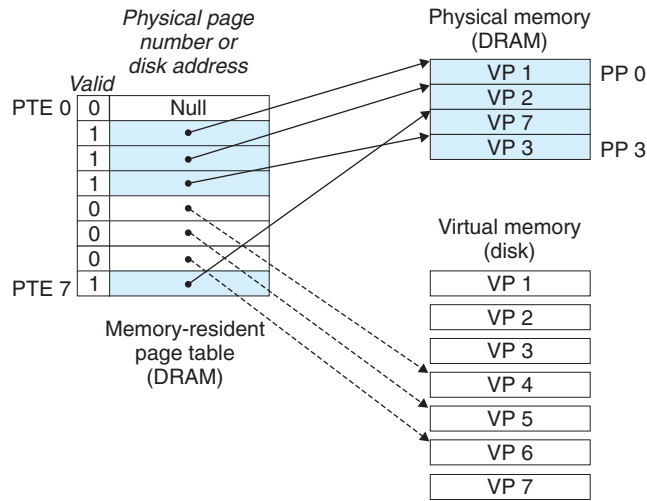 Physical page
number or
disk address
Valid
PTE 0
0
Null
1
1
1
0
0
0
PTE 7
1
Memory-resident
page table
(DRAM)
Physical memory
(DRAM)
VP 1
PP 0
VP 2
VP 7
VP 3
PP 3
Virtual memory
(disk)
VP 1
VP 2
VP 3
VP 4
VP 5
VP 6
VP 7